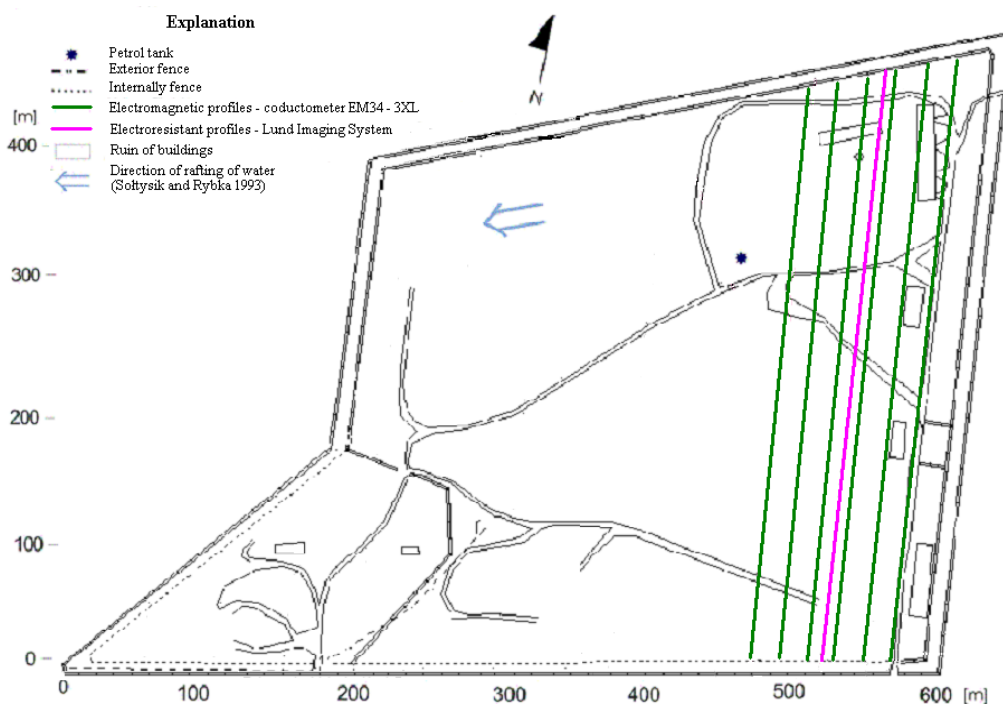 Explanation
Petrol tank
Exterior fence
Internally fence
Electromagnetic profiles - coductometer EM34 - 3XL
Electroresistant profiles - Lund Imaging System
Ruin of buildings
Direction of rafting of water
(Sołtysik and Rybka 1993)
N
[m]
400
300
200
100
0
0
100
200
300
400
500
600
[m]